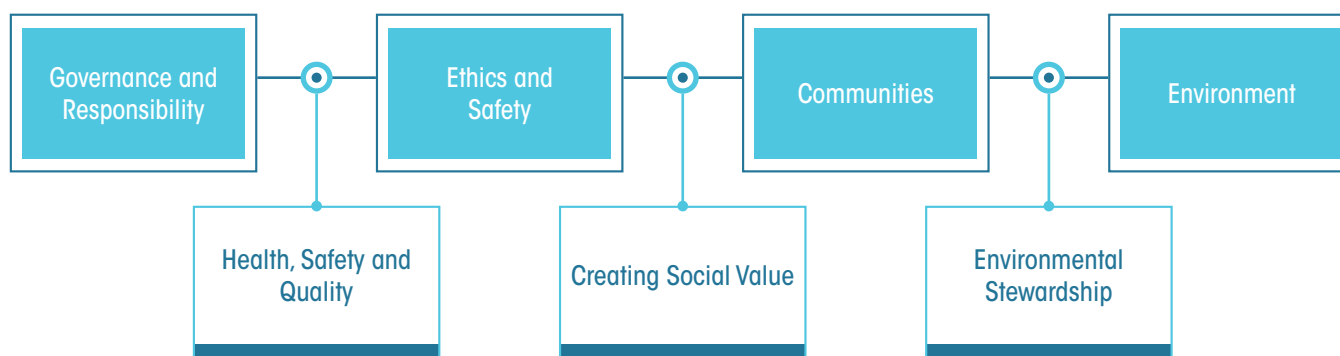 Governance and
Responsibility
Ethics and
Safety
Communities
Environment
Health, Safety and
Quality
Creating Social Value
Environmental
Stewardship